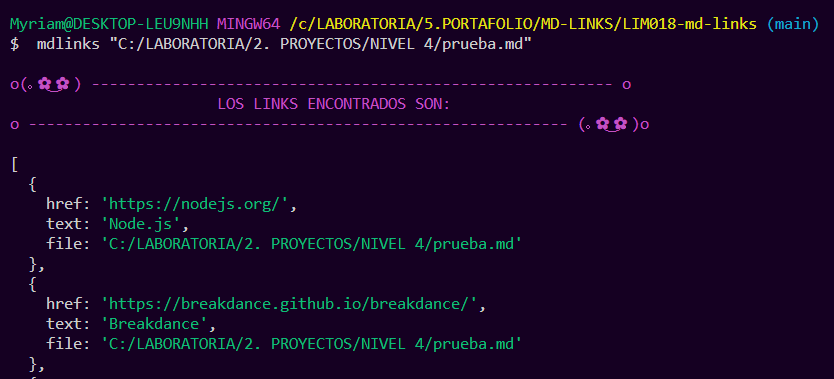 Myriam@DESKTOP-LEU9NHH MINGW64 /c/LABORATORIA/5.PORTAFOLIO/MD-LINKS/LIM018-md-links (main)
$ mdlinks "C:/LABORATORIA/2. PROYECTOS/NIVEL 4/prueba.md"
o(｡✿‿✿) ---------------------------------------------------------- o
LOS LINKS ENCONTRADOS SON:
o ------------------------------------------------------------ (｡✿‿✿)o
[
{
href: 'https://nodejs.org/',
text: 'Node.js',
file: 'C:/LABORATORIA/2. PROYECTOS/NIVEL 4/prueba.md'
},
{
href: 'https://breakdance.github.io/breakdance/',
text: 'Breakdance',
file: 'C:/LABORATORIA/2. PROYECTOS/NIVEL 4/prueba.md'
},
{